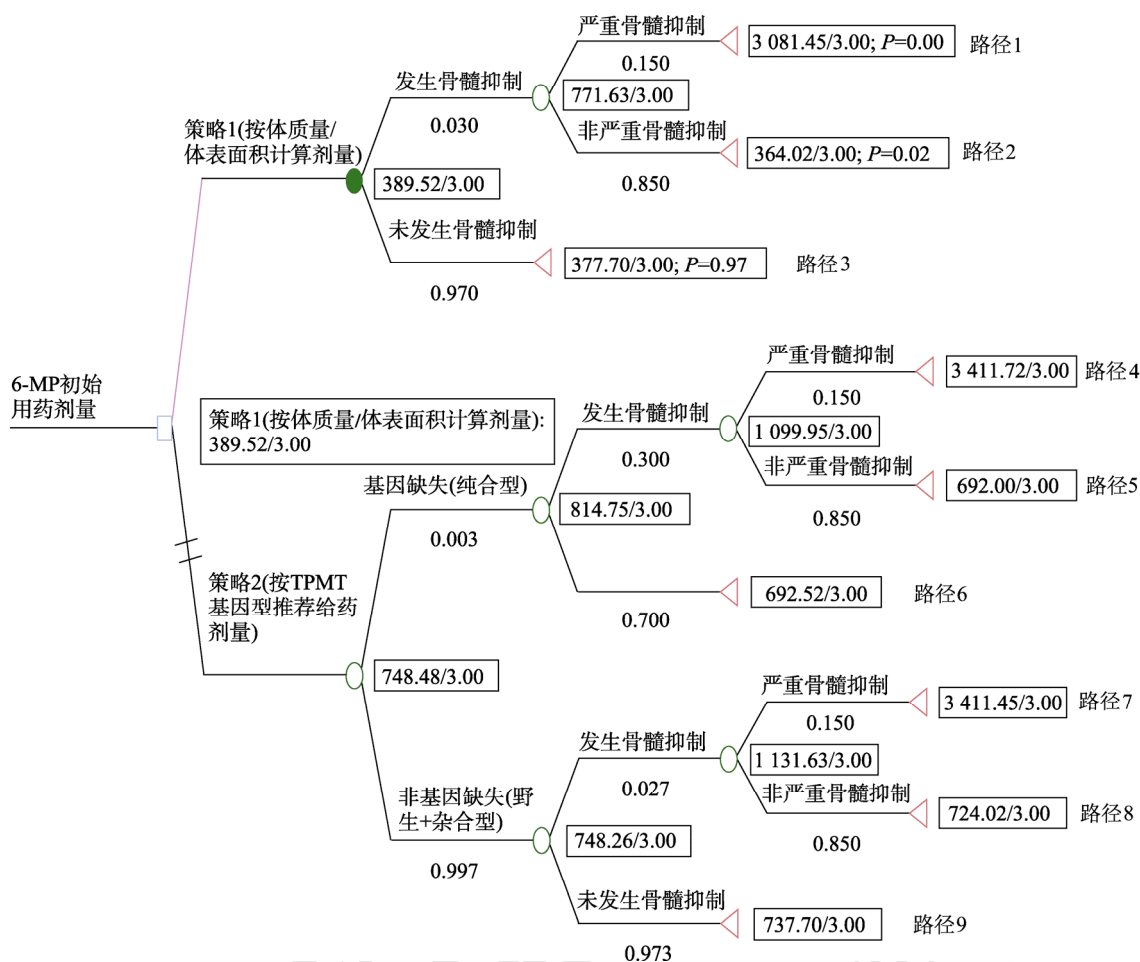 严重骨髓抑制
3 081.45/3.00; P=0.00
路径1
0.150
发生骨髓抑制
771.63/3.00
0.030
非严重骨髓抑制
364.02/3.00; P=0.02
路径2
0.850
策略1(按体质量/
体表面积计算剂量)
389.52/3.00
未发生骨髓抑制
377.70/3.00; P=0.97
路径3
0.970
6-MP初始
用药剂量
策略1(按体质量/体表面积计算剂量):
389.52/3.00
严重骨髓抑制
3 411.72/3.00
路径4
0.150
发生骨髓抑制
1 099.95/3.00
0.300
非严重骨髓抑制
692.00/3.00
路径5
0.850
基因缺失(纯合型)
814.75/3.00
0.003
692.52/3.00
路径6
0.700
策略2(按TPMT
基因型推荐给药
剂量)
748.48/3.00
严重骨髓抑制
3 411.45/3.00
路径7
0.150
发生骨髓抑制
1 131.63/3.00
0.027
非严重骨髓抑制
724.02/3.00
路径8
0.850
非基因缺失(野
生+杂合型)
748.26/3.00
0.997
未发生骨髓抑制
737.70/3.00
路径9
0.973